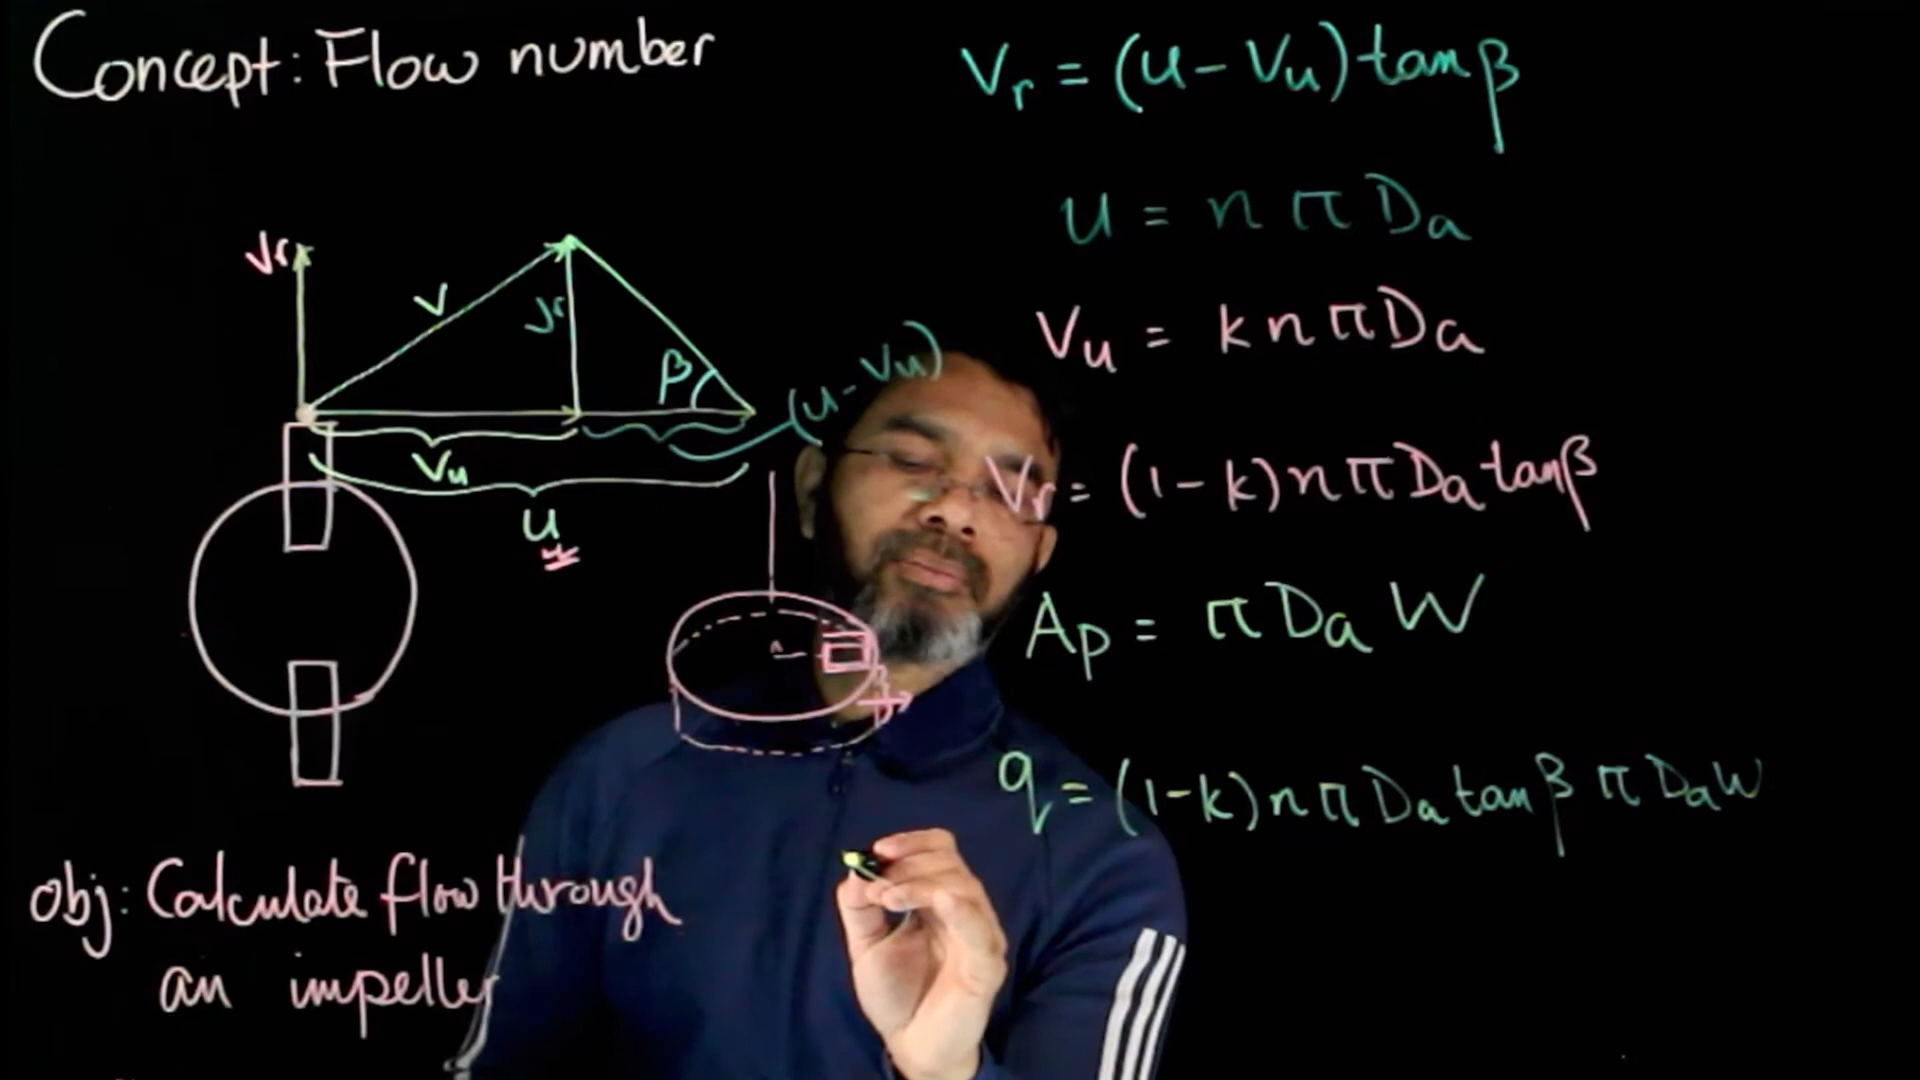 Concept: Flow number
Vr = (u - Vu) tan β
u = n π Da
Vr
V
Vr
β
(u - Vu)
Vu = k n π Da
Vu
u
Vr = (1 - k) n π Da tan β
Ap = π Da W
q = (1-k) n π Da tan β π Da W
Obj: Calculate flow through
an impeller